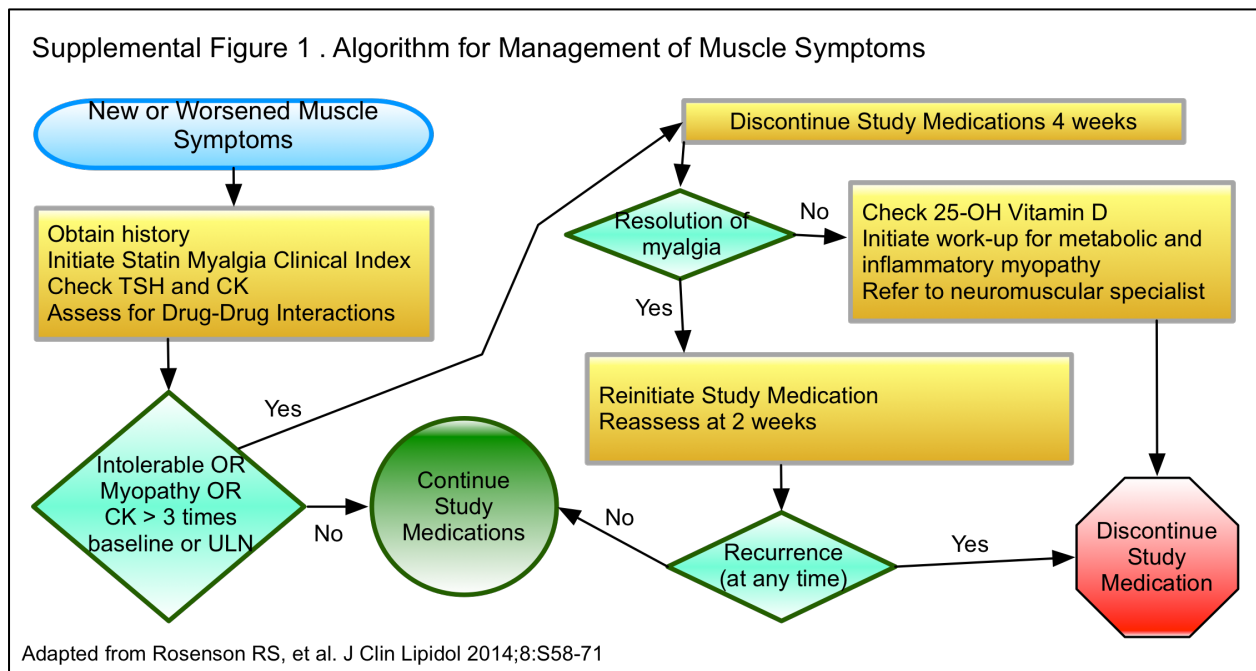 Supplemental Figure 1 . Algorithm for Management of Muscle Symptoms
New or Worsened Muscle
Symptoms
Obtain history
Initiate Statin Myalgia Clinical Index
Check TSH and CK
Assess for Drug-Drug Interactions
Intolerable OR
Myopathy OR
CK > 3 times
baseline or ULN
Yes
No
Continue
Study
Medications
Discontinue Study Medications 4 weeks
Resolution of
myalgia
No
Check 25-OH Vitamin D
Initiate work-up for metabolic and
inflammatory myopathy
Refer to neuromuscular specialist
Yes
Reinitiate Study Medication
Reassess at 2 weeks
Recurrence
(at any time)
No
Yes
Discontinue
Study
Medication
Adapted from Rosenson RS, et al. J Clin Lipidol 2014;8:S58-71